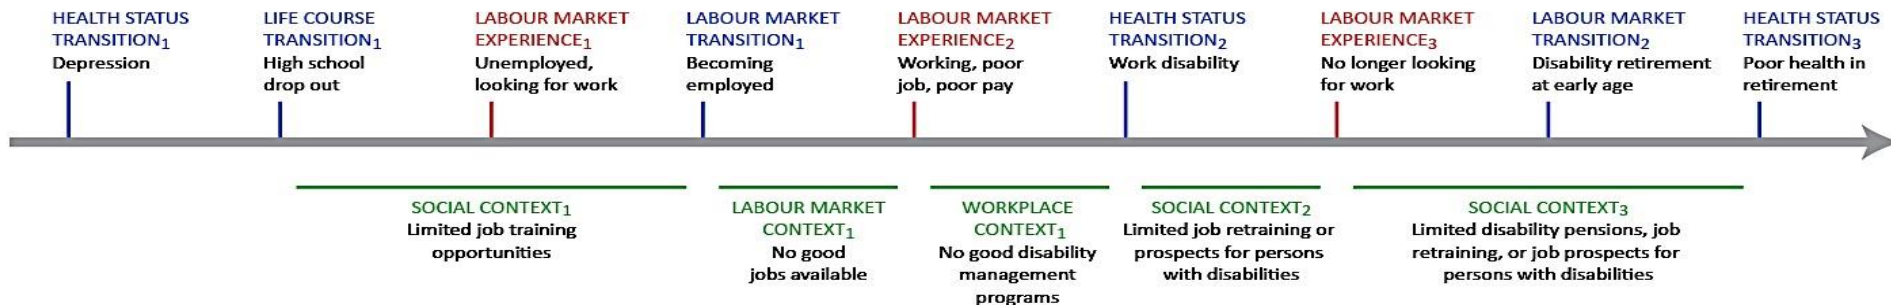 HEALTH STATUS
TRANSITION₁
Depression
LIFE COURSE
TRANSITION₁
High school
drop out
LABOUR MARKET
EXPERIENCE₁
Unemployed,
looking for work
LABOUR MARKET
TRANSITION₁
Becoming
employed
LABOUR MARKET
EXPERIENCE₂
Working, poor
job, poor pay
HEALTH STATUS
TRANSITION₂
Work disability
LABOUR MARKET
EXPERIENCE₃
No longer looking
for work
LABOUR MARKET
TRANSITION₂
Disability retirement
at early age
HEALTH STATUS
TRANSITION₃
Poor health in
retirement
SOCIAL CONTEXT₁
Limited job training
opportunities
LABOUR MARKET
CONTEXT₁
No good
jobs available
WORKPLACE
CONTEXT₁
No good disability
management
programs
SOCIAL CONTEXT₂
Limited job retraining or
prospects for persons
with disabilities
SOCIAL CONTEXT₃
Limited disability pensions, job
retraining, or job prospects for
persons with disabilities